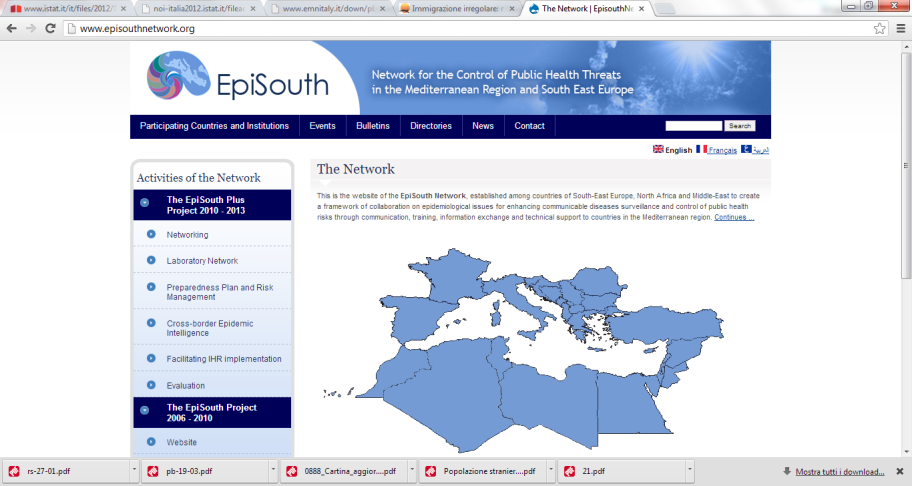 www.istat.it/it/files/2012/
noi-italia2012.istat.it/filea
www.emnitaly.it/down/p
Immigrazione irregolare:
The Network | EpisouthNe
www.episouthnetwork.org
EpiSouth
Network for the Control of Public Health Threats
in the Mediterranean Region and South East Europe
Participating Countries and Institutions
Events
Bulletins
Directories
News
Contact
Search
English
Français
العربية
Activities of the Network
The EpiSouth Plus
Project 2010 - 2013
Networking
Laboratory Network
Preparedness Plan and Risk
Management
Cross-border Epidemic
Intelligence
Facilitating IHR implementation
Evaluation
The EpiSouth Project
2006 - 2010
Website
The Network
This is the website of the EpiSouth Network, established among countries of South-East Europe, North Africa and Middle-East to create
a framework of collaboration on epidemiological issues for enhancing communicable diseases surveillance and control of public health
risks through communication, training, information exchange and technical support to countries in the Mediterranean region. Continues ...
rs-27-01.pdf
pb-19-03.pdf
0888_Cartina_aggior....pdf
Popolazione stranier....pdf
21.pdf
Mostra tutti i download...